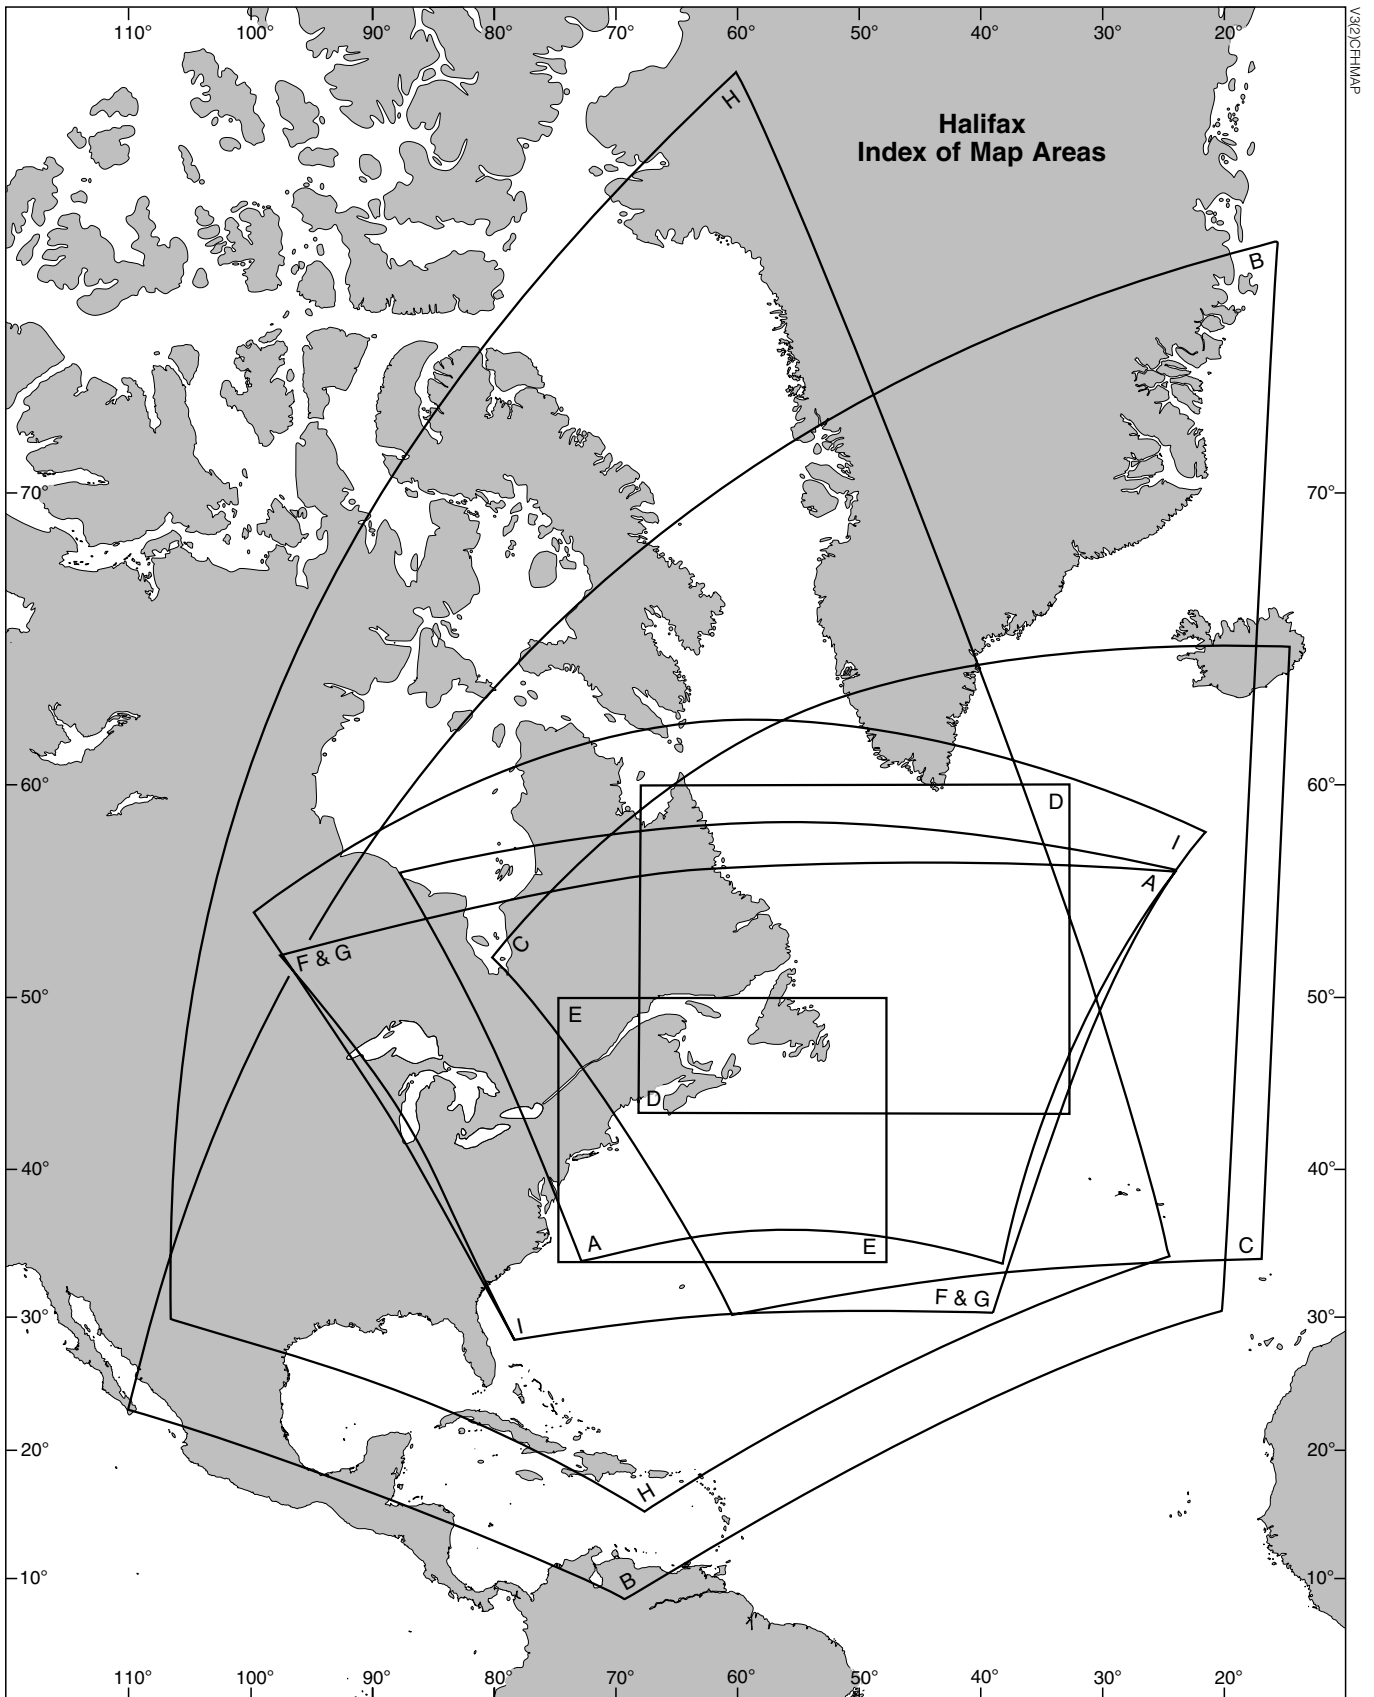 110° 100° 90° 80° 70° 60° 50° 40° 30° 20°
V3(2)CFHMAP
H
Halifax
Index of Map Areas
B
70° 70°
60° 60°
D
I
A
C
F & G
50° 50°
E
D
40° 40°
A
E
C
F & G
30° 30°
I
20° 20°
H
10° 10°
B
110° 100° 90° 80° 70° 60° 50° 40° 30° 20°